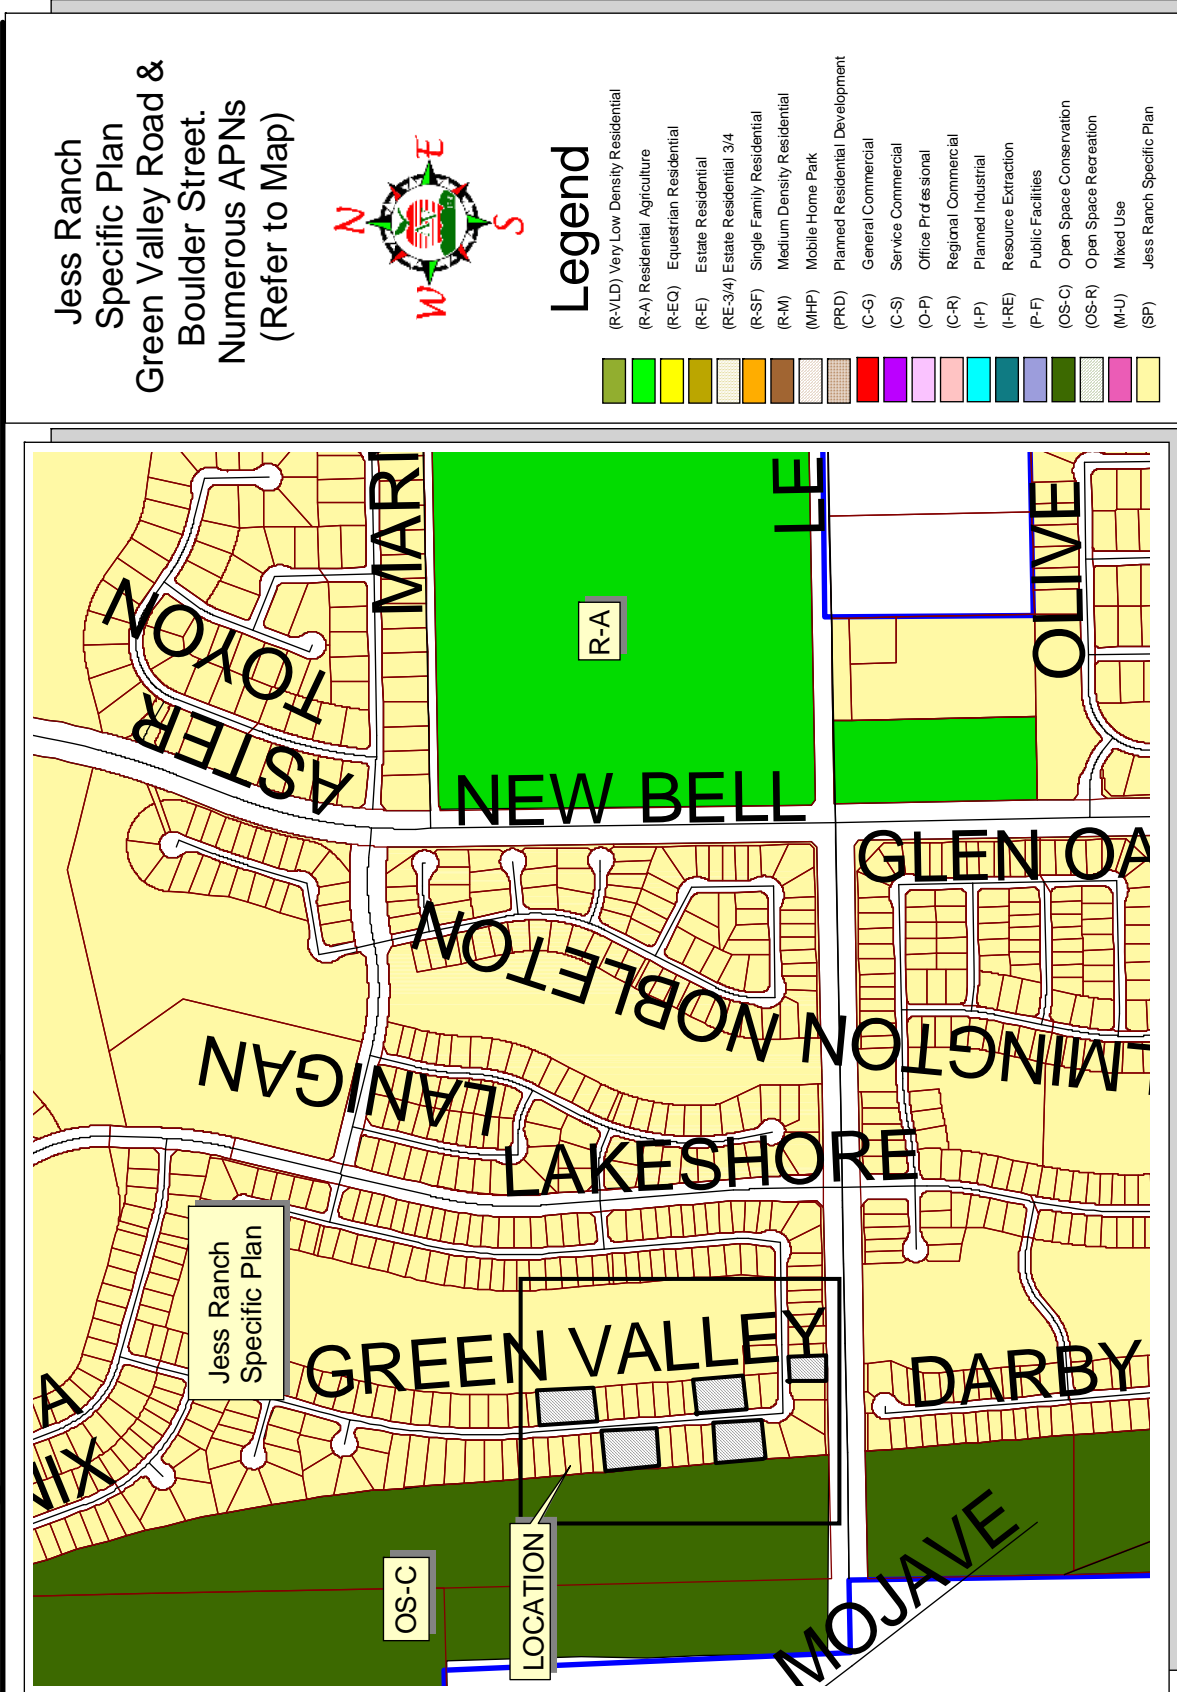 Jess Ranch
Specific Plan
Green Valley Road &
Boulder Street.
Numerous APNs
(Refer to Map)
N
W
E
S
Legend
(R-VLD) Very Low Density Residential
(R-A) Residential Agriculture
(R-EQ) Equestrian Residential
(R-E) Estate Residential
(RE-3/4) Estate Residential 3/4
(R-SF) Single Family Residential
(R-M) Medium Density Residential
(MHP) Mobile Home Park
(PRD) Planned Residential Development
(C-G) General Commercial
(C-S) Service Commercial
(O-P) Office Professional
(C-R) Regional Commercial
(I-P) Planned Industrial
(I-RE) Resource Extraction
(P-F) Public Facilities
(OS-C) Open Space Conservation
(OS-R) Open Space Recreation
(M-U) Mixed Use
(SP) Jess Ranch Specific Plan
MARI
LE
OLIVE
TOYON
ASTER
R-A
NEW BELL
GLEN OA
NOBLETON
LANIGAN
MINGTON
LAKESHORE
Jess Ranch
Specific Plan
GREEN VALLEY
DARBY
A
NIX
OS-C
LOCATION
MOJAVE